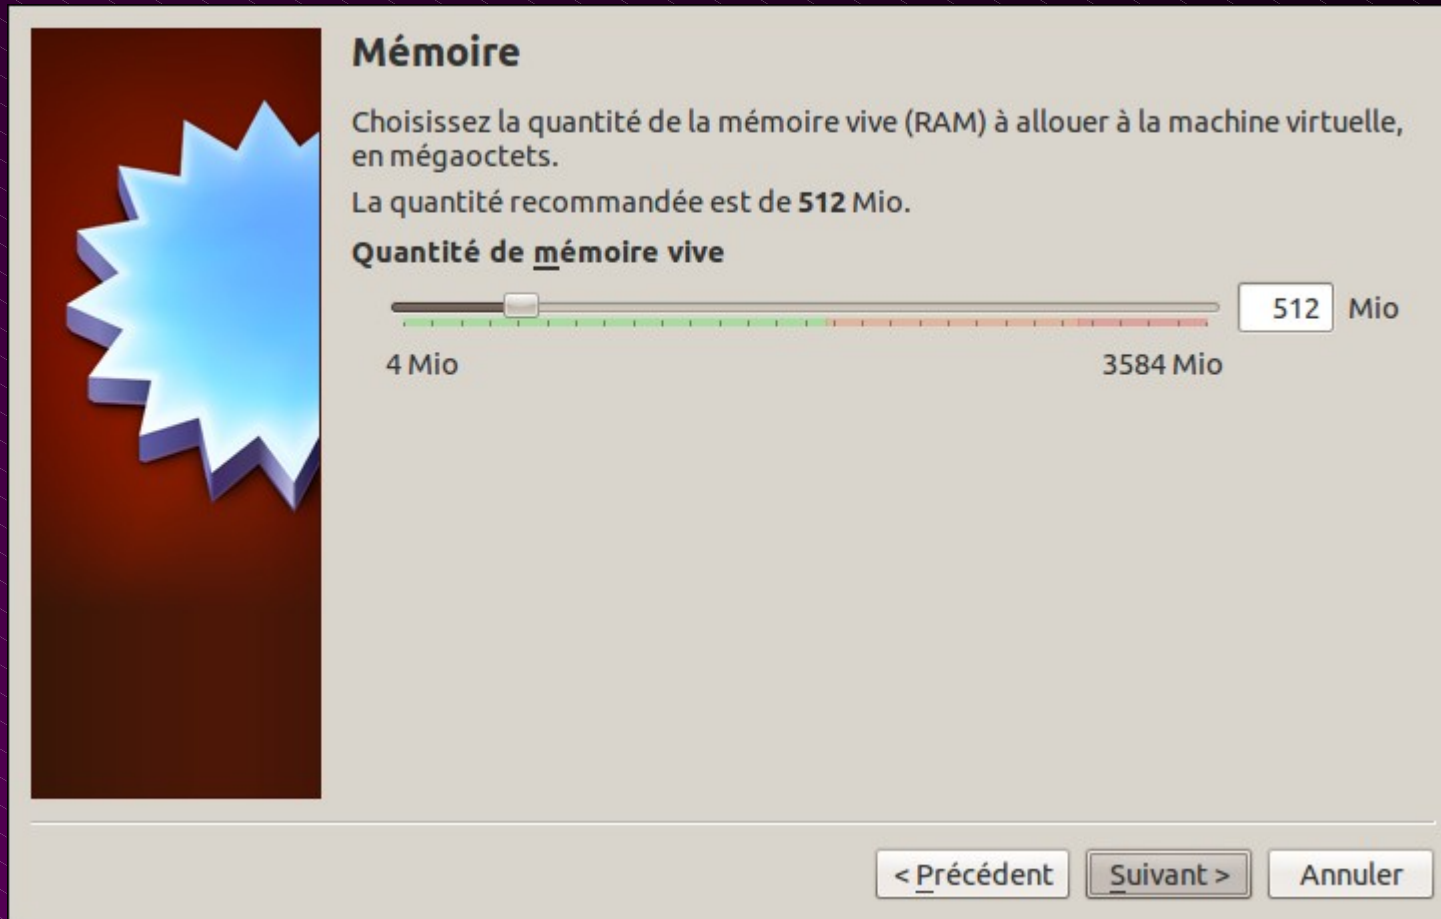 Mémoire
Choisissez la quantité de la mémoire vive (RAM) à allouer à la machine virtuelle,
en mégaoctets.
La quantité recommandée est de 512 Mio.
Quantité de mémoire vive
512 Mio
4 Mio 3584 Mio
< Précédent Suivant > Annuler